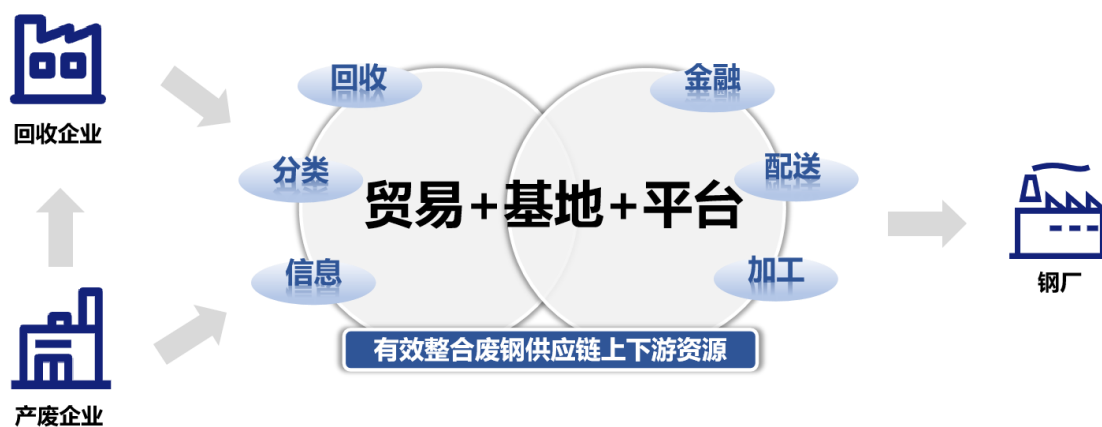 回收企业
产废企业
回收
分类
信息
金融
配送
加工
贸易+基地+平台
有效整合废钢供应链上下游资源
钢厂